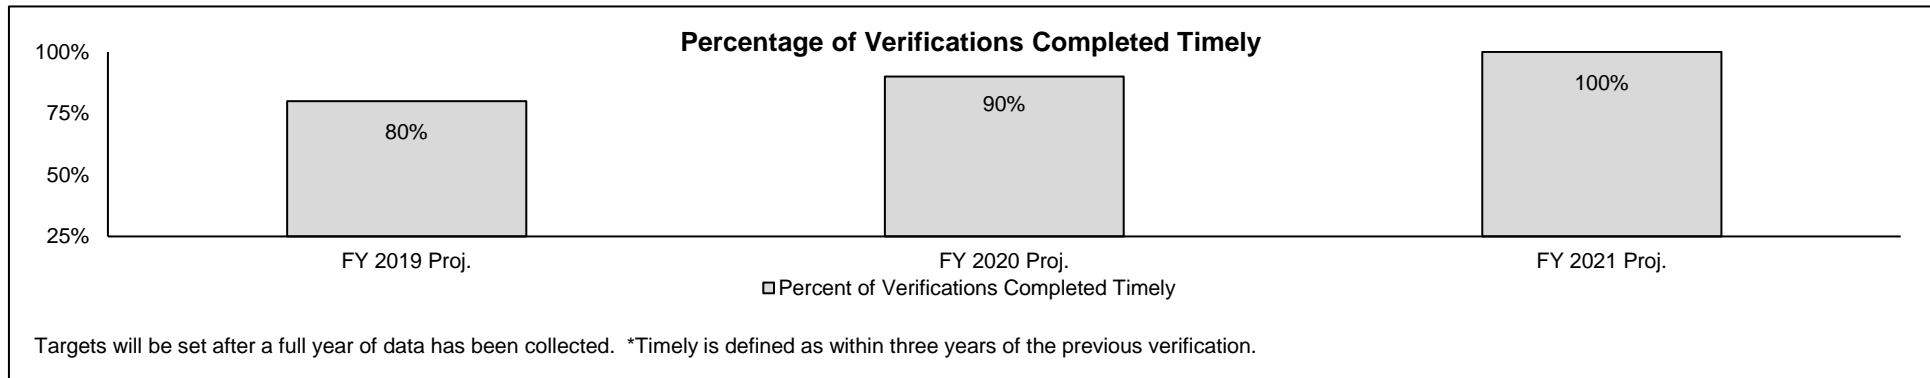 Percentage of Verifications Completed Timely
100%
75%
50%
25%
80%
90%
100%
FY 2019 Proj.
FY 2020 Proj.
FY 2021 Proj.
Percent of Verifications Completed Timely
Targets will be set after a full year of data has been collected.  *Timely is defined as within three years of the previous verification.